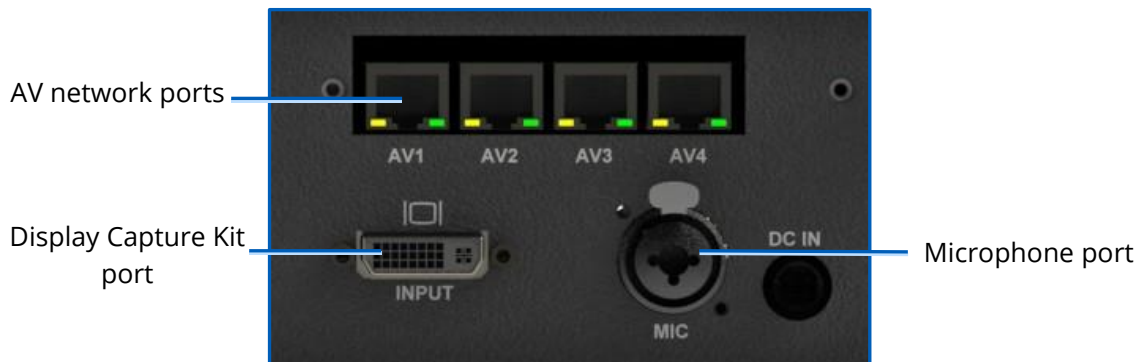 AV network ports
AV1 AV2 AV3 AV4
Display Capture Kit
port
INPUT
DC IN
Microphone port
MIC